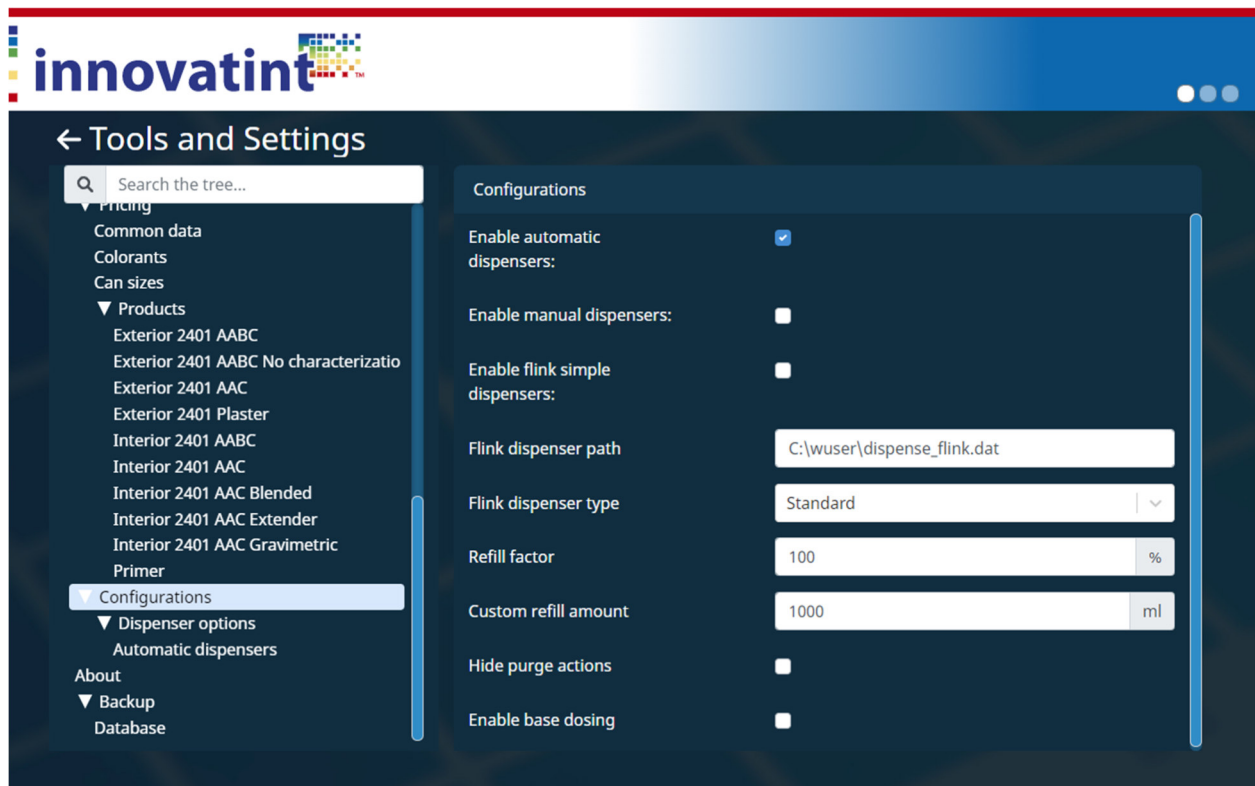 innovatint™
← Tools and Settings
Search the tree...
▼ Pricing
Common data
Colorants
Can sizes
▼ Products
Exterior 2401 AABC
Exterior 2401 AABC No characterizatio
Exterior 2401 AAC
Exterior 2401 Plaster
Interior 2401 AABC
Interior 2401 AAC
Interior 2401 AAC Blended
Interior 2401 AAC Extender
Interior 2401 AAC Gravimetric
Primer
▼ Configurations
▼ Dispenser options
Automatic dispensers
About
▼ Backup
Database
Configurations
Enable automatic
dispensers:
Enable manual dispensers:
Enable flink simple
dispensers:
Flink dispenser path C:\wuser\dispense_flink.dat
Flink dispenser type Standard
Refill factor 100 %
Custom refill amount 1000 ml
Hide purge actions
Enable base dosing